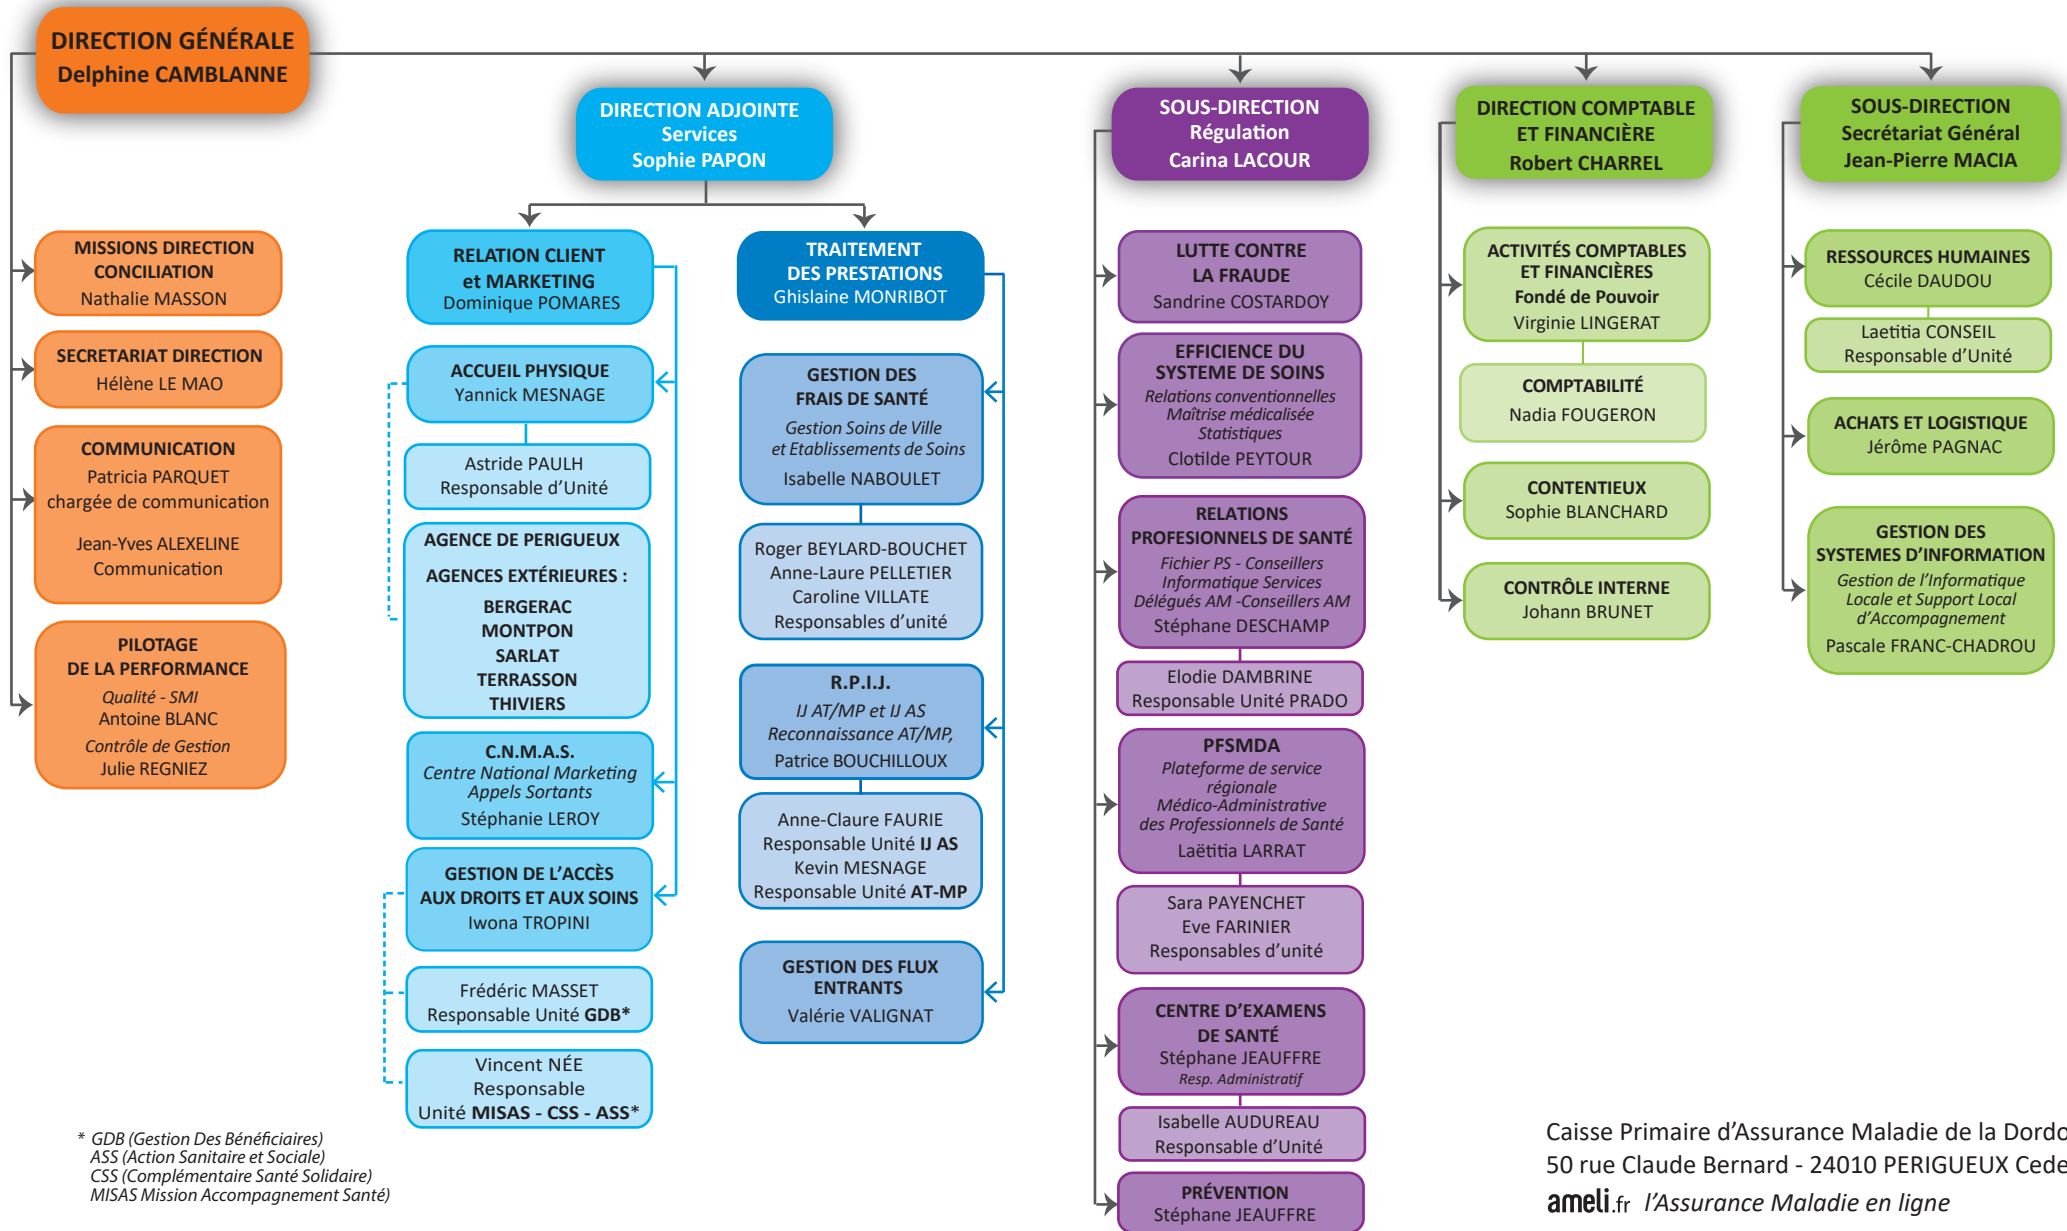 DIRECTION GÉNÉRALE
Delphine CAMBLANNE
MISSIONS DIRECTION
CONCILIATION
Nathalie MASSON
SECRETARIAT DIRECTION
Hélène LE MAO
COMMUNICATION
Patricia PARQUET
chargée de communication
Jean-Yves ALEXELINE
Communication
PILOTAGE
DE LA PERFORMANCE
Qualité - SMI
Antoine BLANC
Contrôle de Gestion
Julie REGNIEZ
DIRECTION ADJOINTE
Services
Sophie PAPON
RELATION CLIENT
et MARKETING
Dominique POMARES
ACCUEIL PHYSIQUE
Yannick MESNAGE
Astride PAULH
Responsable d’Unité
AGENCE DE PERIGUEUX
AGENCES EXTÉRIEURES :
BERGERAC
MONTPON
SARLAT
TERRASSON
THIVIERS
C.N.M.A.S.
Centre National Marketing
Appels Sortants
Stéphanie LEROY
GESTION DE L’ACCÈS
AUX DROITS ET AUX SOINS
Iwona TROPINI
Frédéric MASSET
Responsable Unité GDB*
Vincent NÉE
Responsable
Unité MISAS - CSS - ASS*
TRAITEMENT
DES PRESTATIONS
Ghislaine MONRIBOT
GESTION DES
FRAIS DE SANTÉ
Gestion Soins de Ville
et Etablissements de Soins
Isabelle NABOULET
Roger BEYLARD-BOUCHET
Anne-Laure PELLETIER
Caroline VILLATE
Responsables d’unité
R.P.I.J.
IJ AT/MP et IJ AS
Reconnaissance AT/MP,
Patrice BOUCHILLOUX
Anne-Claure FAURIE
Responsable Unité IJ AS
Kevin MESNAGE
Responsable Unité AT-MP
GESTION DES FLUX
ENTRANTS
Valérie VALIGNAT
SOUS-DIRECTION
Régulation
Carina LACOUR
LUTTE CONTRE
LA FRAUDE
Sandrine COSTARDOY
EFFICIENCE DU
SYSTEME DE SOINS
Relations conventionnelles
Maîtrise médicalisée
Statistiques
Clotilde PEYTOUR
RELATIONS
PROFESIONNELS DE SANTÉ
Fichier PS - Conseillers
Informatique Services
Délégués AM -Conseillers AM
Stéphane DESCHAMP
Elodie DAMBRINE
Responsable Unité PRADO
PFSMDA
Plateforme de service
régionale
Médico-Administrative
des Professionnels de Santé
Laëtitia LARRAT
Sara PAYENCHET
Eve FARINIER
Responsables d’unité
CENTRE D’EXAMENS
DE SANTÉ
Stéphane JEAUFFRE
Resp. Administratif
Isabelle AUDUREAU
Responsable d’Unité
PRÉVENTION
Stéphane JEAUFFRE
DIRECTION COMPTABLE
ET FINANCIÈRE
Robert CHARREL
ACTIVITÉS COMPTABLES
ET FINANCIÈRES
Fondé de Pouvoir
Virginie LINGERAT
COMPTABILITÉ
Nadia FOUGERON
CONTENTIEUX
Sophie BLANCHARD
CONTRÔLE INTERNE
Johann BRUNET
SOUS-DIRECTION
Secrétariat Général
Jean-Pierre MACIA
RESSOURCES HUMAINES
Cécile DAUDOU
Laetitia CONSEIL
Responsable d’Unité
ACHATS ET LOGISTIQUE
Jérôme PAGNAC
GESTION DES
SYSTEMES D’INFORMATION
Gestion de l’Informatique
Locale et Support Local
d’Accompagnement
Pascale FRANC-CHADROU
* GDB (Gestion Des Bénéficiaires)
ASS (Action Sanitaire et Sociale)
CSS (Complémentaire Santé Solidaire)
MISAS Mission Accompagnement Santé)
Caisse Primaire d’Assurance Maladie de la Dordo
50 rue Claude Bernard - 24010 PERIGUEUX Cede
ameli.fr l’Assurance Maladie en ligne